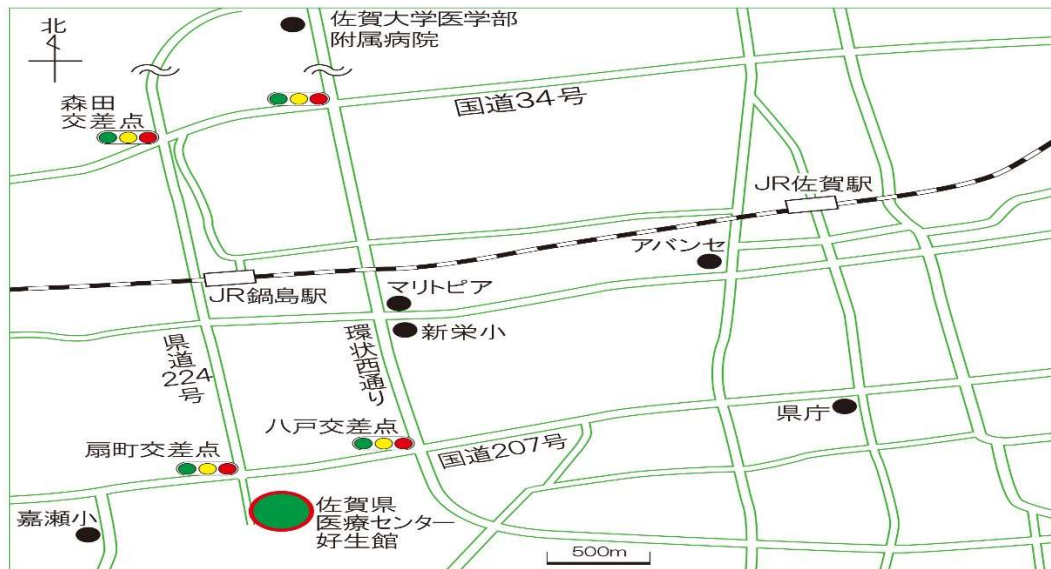 北
佐賀大学医学部
附属病院
森田
交差点
国道34号
JR佐賀駅
アバンセ
JR鍋島駅
マリトピア
新栄小
県道224号
環状西通り
県庁
八戸交差点
国道207号
扇町交差点
佐賀県
医療センター
好生館
嘉瀬小
500m